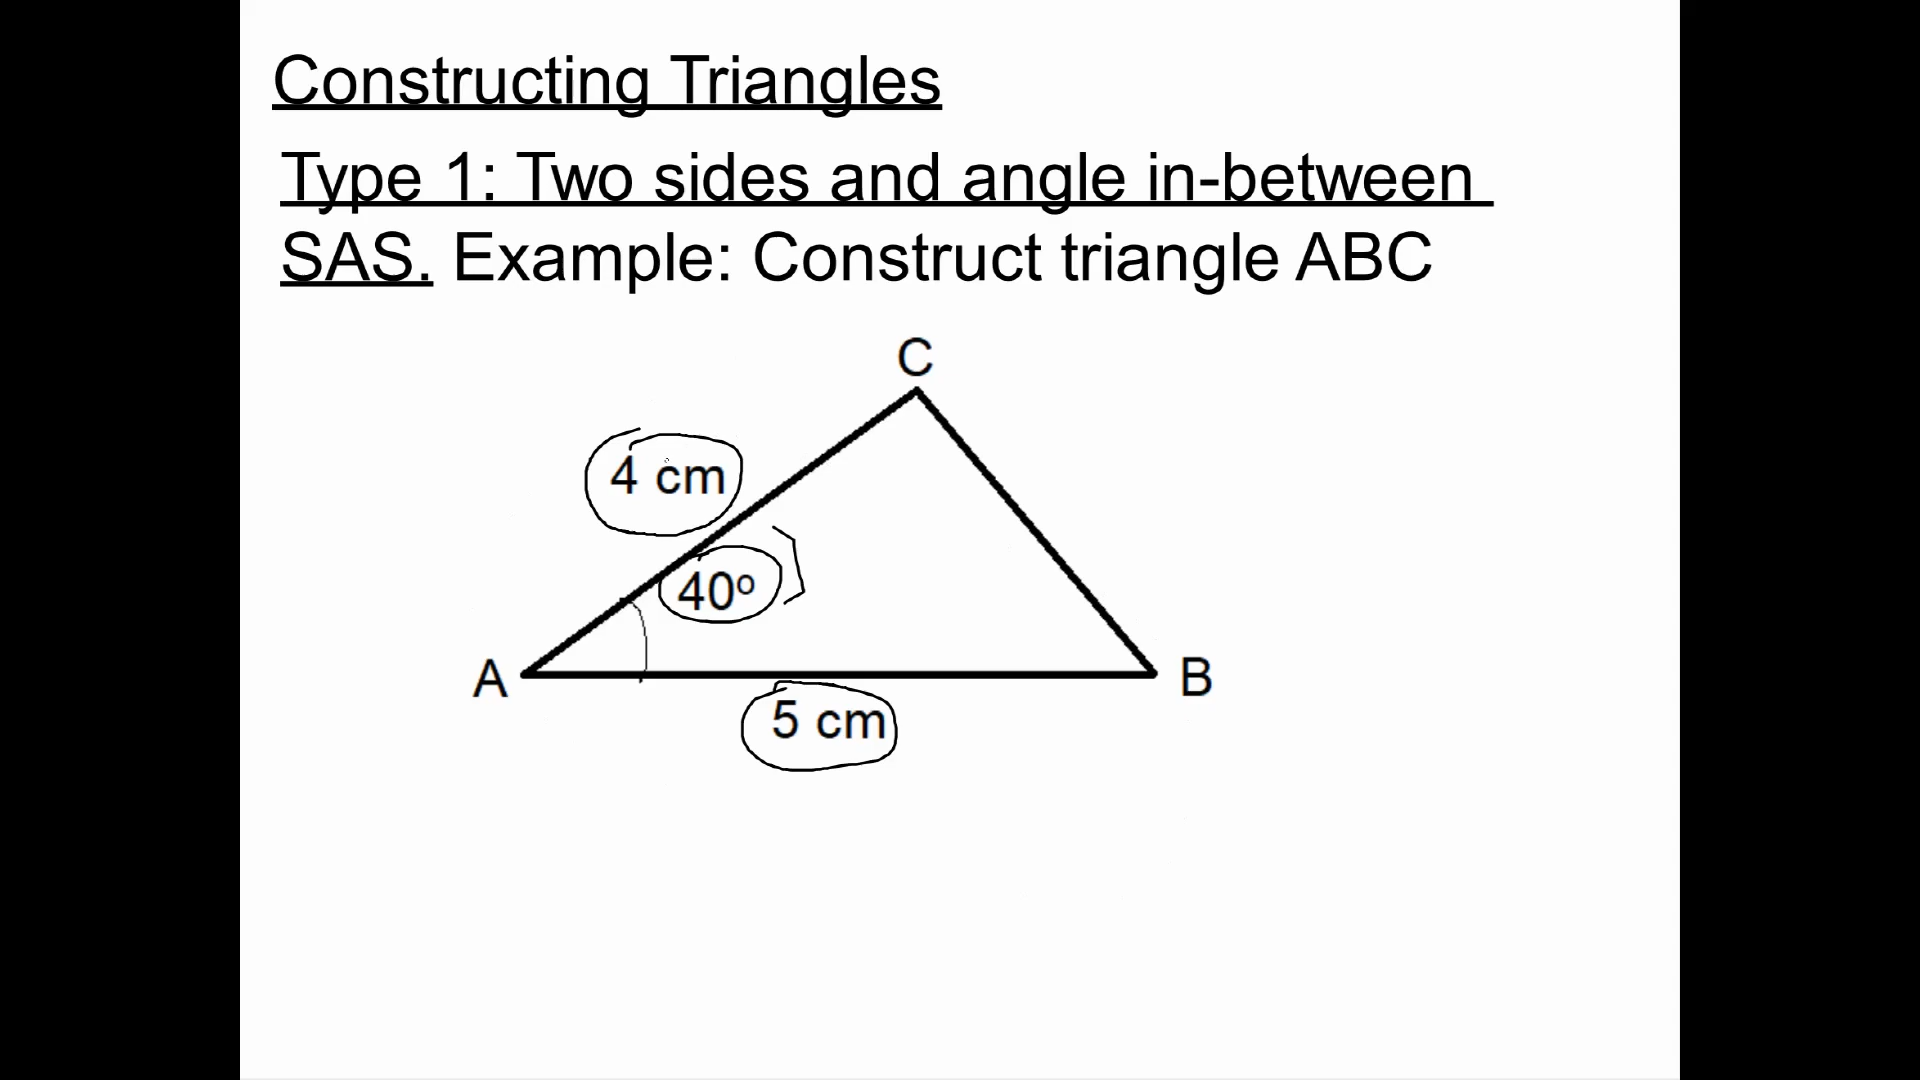 Constructing Triangles
Type 1: Two sides and angle in-between
SAS. Example: Construct triangle ABC
C
4 cm
40º
A
B
5 cm